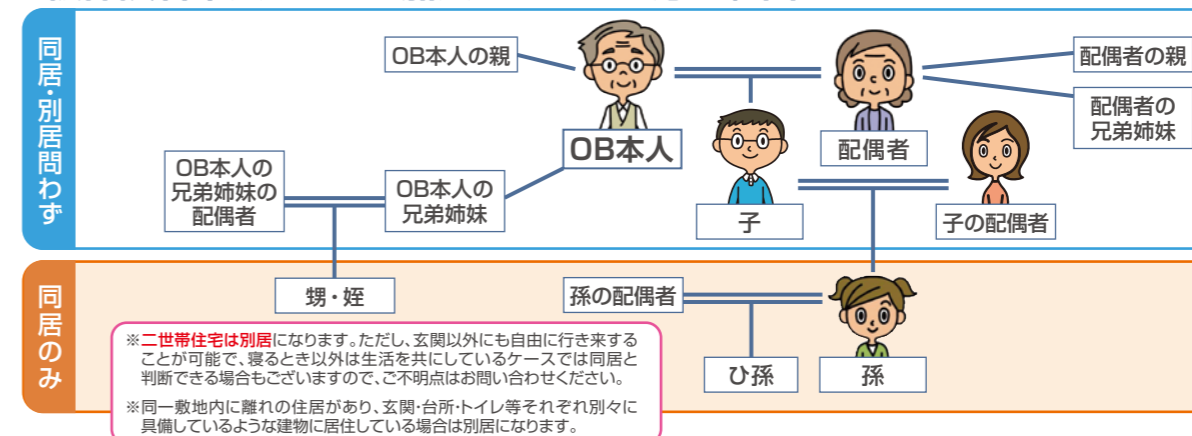 同居・別居問わず
OB本人の親
配偶者の親
配偶者の
兄弟姉妹
OB本人
配偶者
OB本人の
兄弟姉妹の
配偶者
OB本人の
兄弟姉妹
子
子の配偶者
同居のみ
甥・姪
孫の配偶者
ひ孫
孫
※二世帯住宅は別居になります。ただし、玄関以外にも自由に行き来する
ことが可能で、寝るとき以外は生活を共にしているケースでは同居と
判断できる場合もございますので、ご不明点はお問い合わせください。
※同一敷地内に離れの住居があり、玄関・台所・トイレ等それぞれ別々に
具備しているような建物に居住している場合は別居になります。